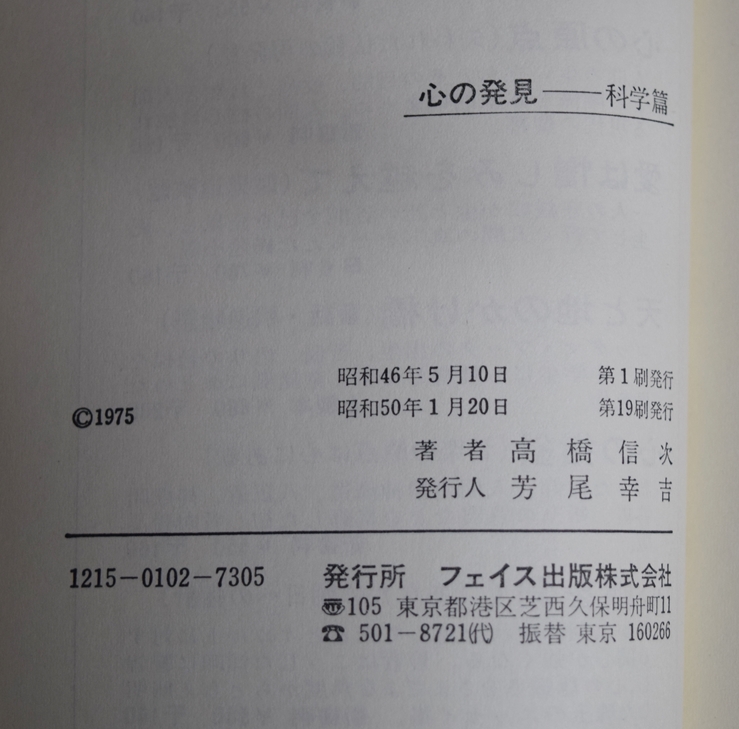 心の発見――科学篇
昭和46年5月10日　第1刷発行
©1975　昭和50年1月20日　第19刷発行
著者　高橋信次
発行人　芳尾幸吉
1215-0102-7305　発行所　フェイス出版株式会社
〠105　東京都港区芝西久保明舟町11
☎ 501-8721㈹　振替 東京 160266